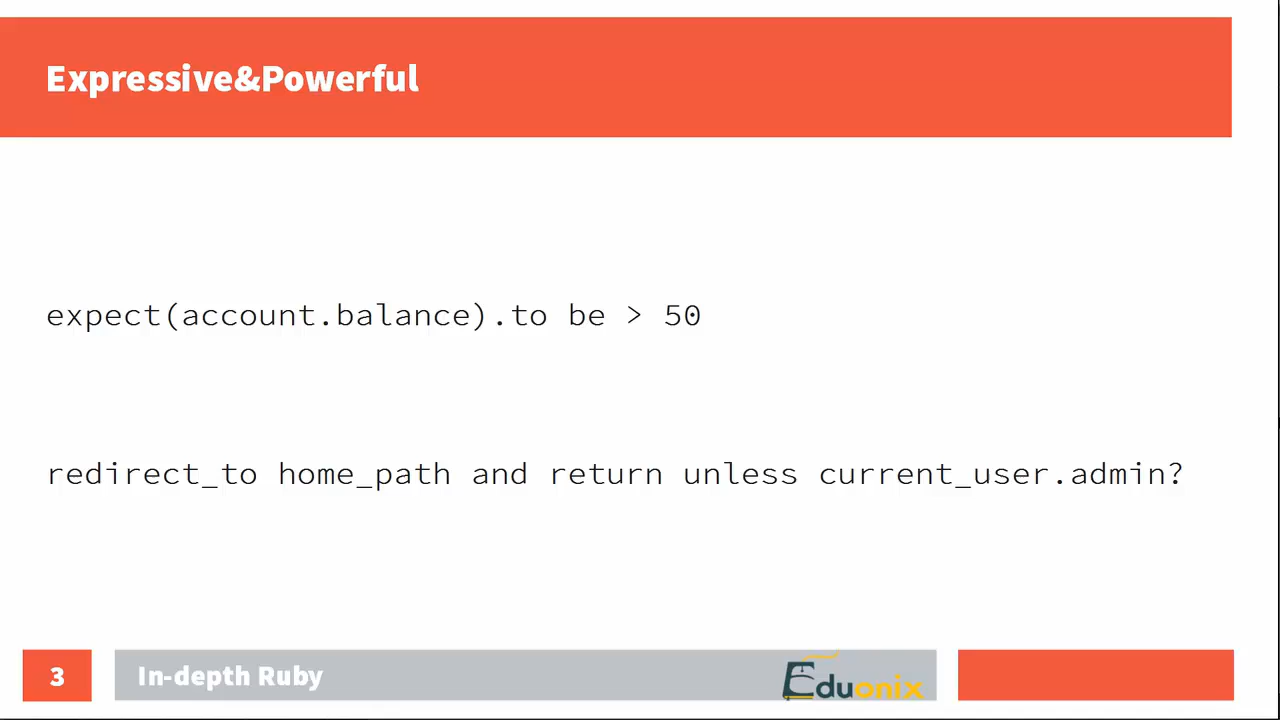 Expressive&Powerful
expect(account.balance).to be > 50
redirect_to home_path and return unless current_user.admin?
3
In-depth Ruby
Eduonix